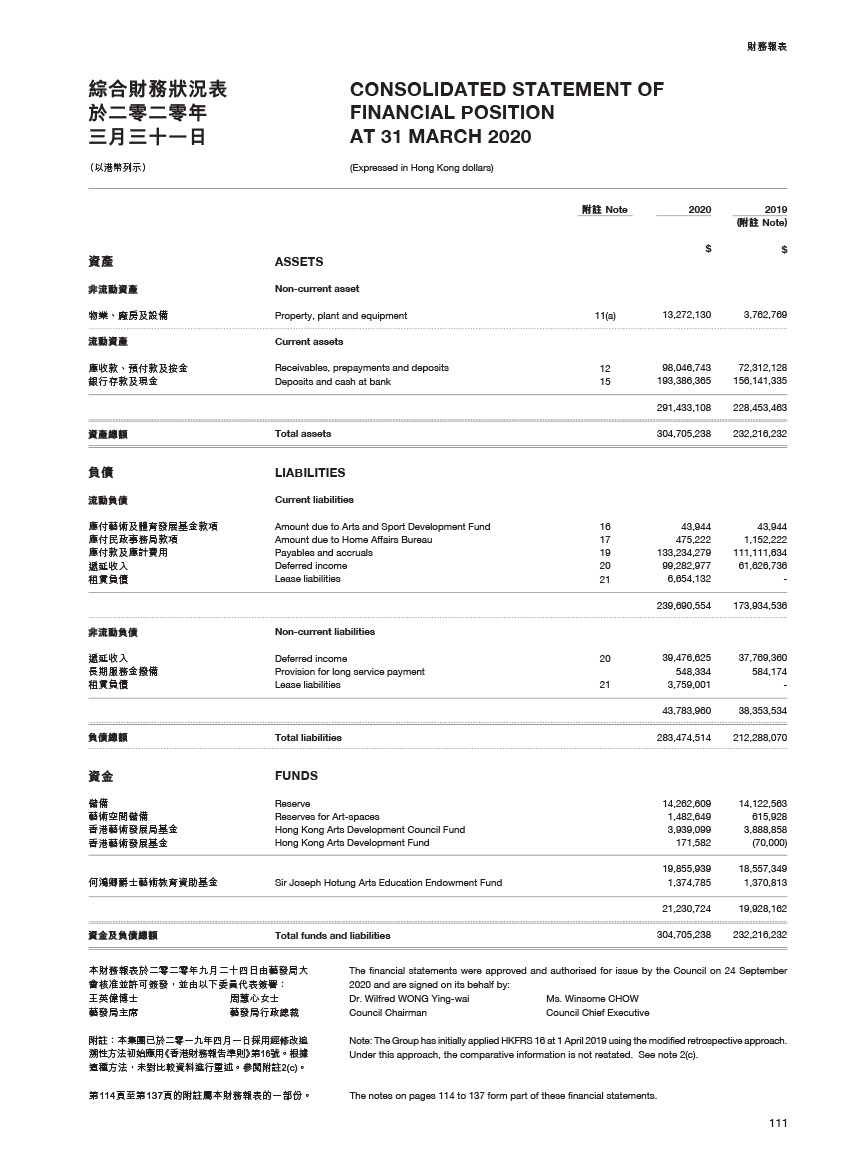 財務報表
綜合財務狀況表
於二零二零年
三月三十一日
（以港幣列示）
CONSOLIDATED STATEMENT OF
FINANCIAL POSITION
AT 31 MARCH 2020
(Expressed in Hong Kong dollars)
附註 Note 2020 2019
(附註 Note)
$ $
資產 ASSETS
非流動資產 Non-current asset
物業、廠房及設備 Property, plant and equipment 11(a) 13,272,130 3,762,769
流動資產 Current assets
應收款、預付款及按金 Receivables, prepayments and deposits 12 98,046,743 72,312,128
銀行存款及現金 Deposits and cash at bank 15 193,386,365 156,141,335
291,433,108 228,453,463
資產總額 Total assets 304,705,238 232,216,232
負債 LIABILITIES
流動負債 Current liabilities
應付藝術及體育發展基金款項 Amount due to Arts and Sport Development Fund 16 43,944 43,944
應付民政事務局款項 Amount due to Home Affairs Bureau 17 475,222 1,152,222
應付款及應計費用 Payables and accruals 19 133,234,279 111,111,634
遞延收入 Deferred income 20 99,282,977 61,626,736
租賃負債 Lease liabilities 21 6,654,132 -
239,690,554 173,934,536
非流動負債 Non-current liabilities
遞延收入 Deferred income 20 39,476,625 37,769,360
長期服務金撥備 Provision for long service payment 548,334 584,174
租賃負債 Lease liabilities 21 3,759,001 -
43,783,960 38,353,534
負債總額 Total liabilities 283,474,514 212,288,070
資金 FUNDS
儲備 Reserve 14,262,609 14,122,563
藝術空間儲備 Reserves for Art-spaces 1,482,649 615,928
香港藝術發展局基金 Hong Kong Arts Development Council Fund 3,939,099 3,888,858
香港藝術發展基金 Hong Kong Arts Development Fund 171,582 (70,000)
19,855,939 18,557,349
何鴻卿爵士藝術教育資助基金 Sir Joseph Hotung Arts Education Endowment Fund 1,374,785 1,370,813
21,230,724 19,928,162
資金及負債總額 Total funds and liabilities 304,705,238 232,216,232
本財務報表於二零二零年九月二十四日由藝發局大
會核准並許可簽發，並由以下委員代表簽署：
王英偉博士 周蕙心女士
藝發局主席 藝發局行政總裁
The financial statements were approved and authorised for issue by the Council on 24 September
2020 and are signed on its behalf by:
Dr. Wilfred WONG Ying-wai Ms. Winsome CHOW
Council Chairman Council Chief Executive
附註：本集團已於二零一九年四月一日採用經修改追
溯性方法初始應用《香港財務報告準則》第16號。根據
這種方法，未對比較資料進行重述。參閱附註2(c)。
Note: The Group has initially applied HKFRS 16 at 1 April 2019 using the modified retrospective approach.
Under this approach, the comparative information is not restated. See note 2(c).
第114頁至第137頁的附註屬本財務報表的一部份。
The notes on pages 114 to 137 form part of these financial statements.
111